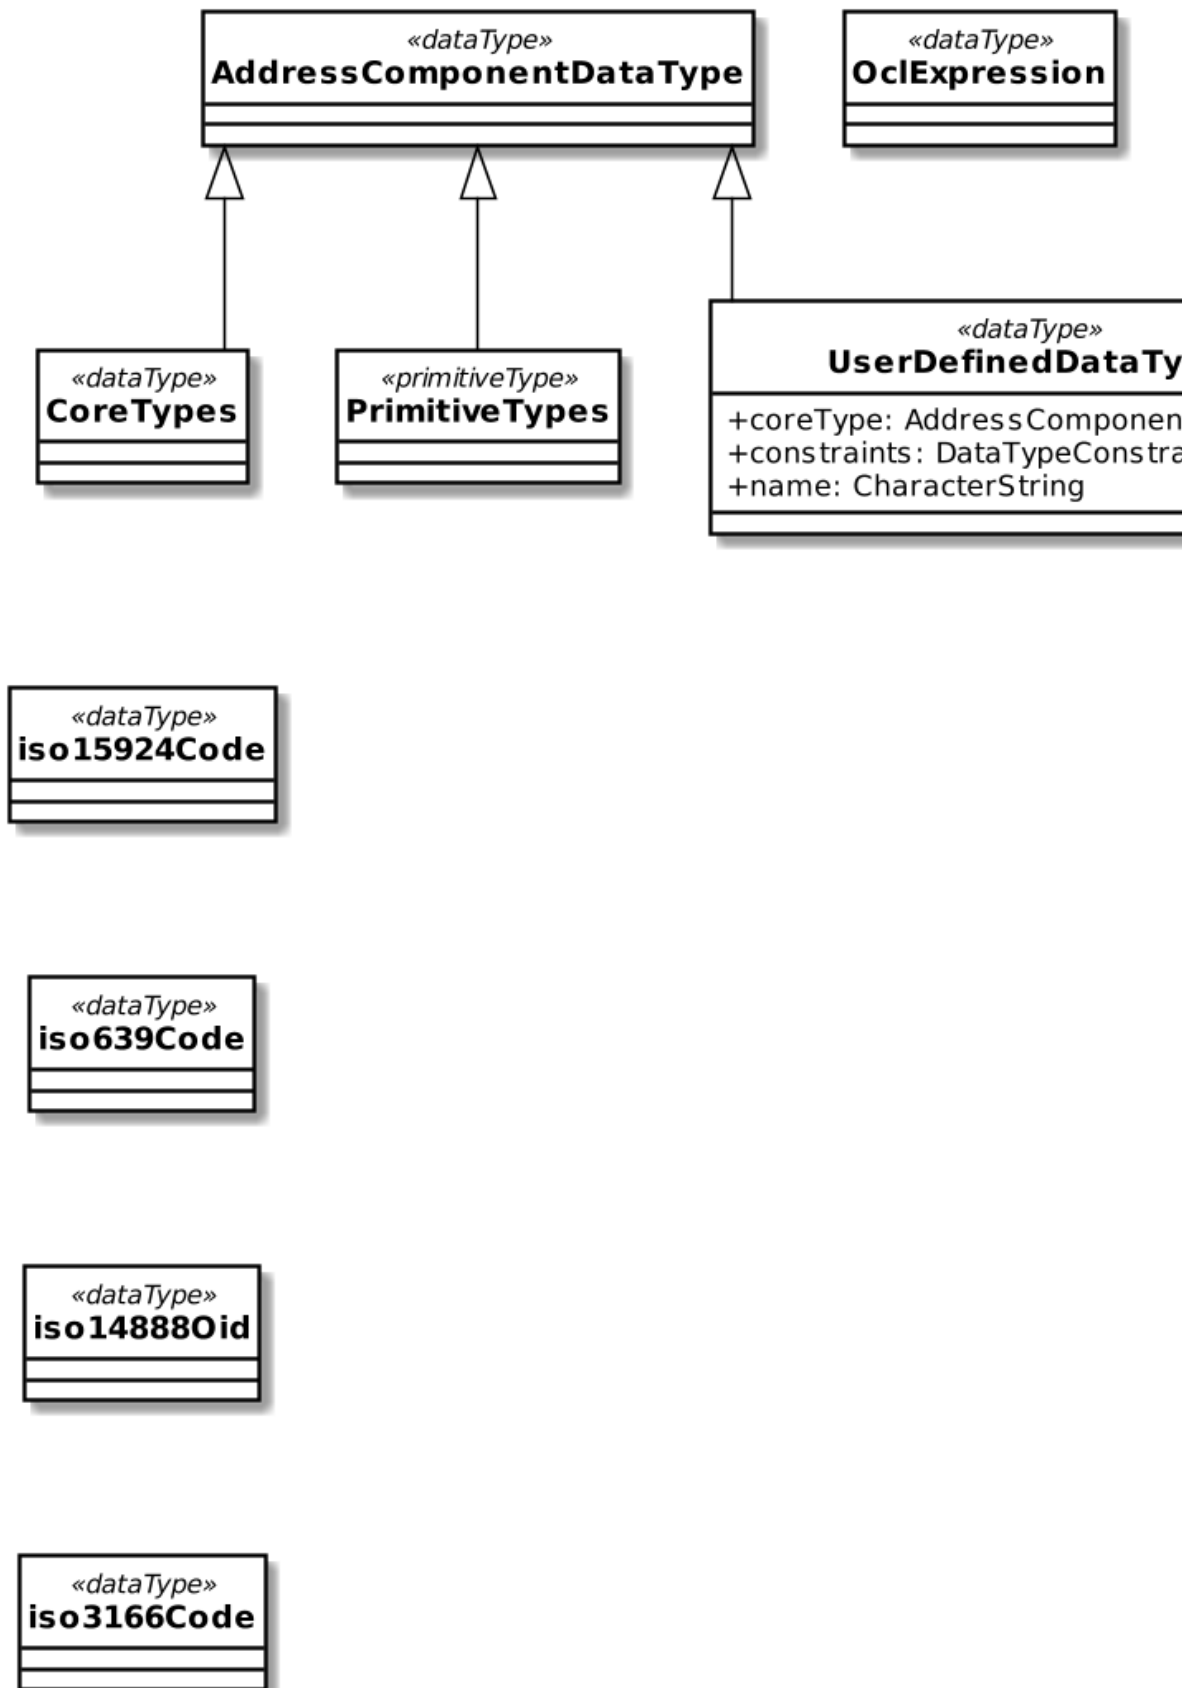 «dataType»
AddressComponentDataType
«dataType»
OclExpression
«dataType»
CoreTypes
«primitiveType»
PrimitiveTypes
«dataType»
UserDefinedDataTy
+coreType: AddressComponen
+constraints: DataTypeConstra
+name: CharacterString
«dataType»
iso15924Code
«dataType»
iso639Code
«dataType»
iso14888Oid
«dataType»
iso3166Code